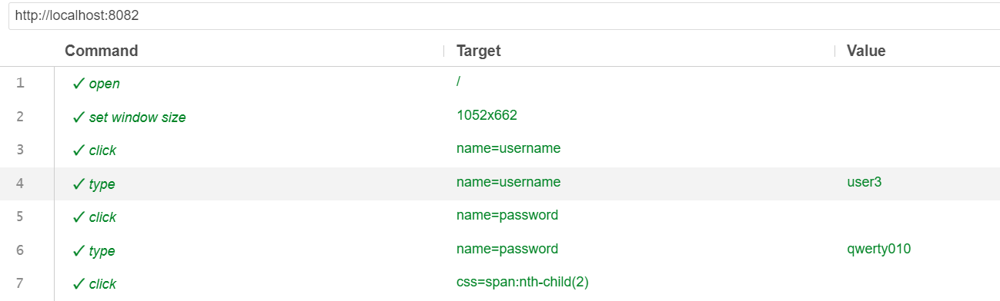 http://localhost:8082
Command Target Value
1 ✓ open /
2 ✓ set window size 1052x662
3 ✓ click name=username
4 ✓ type name=username user3
5 ✓ click name=password
6 ✓ type name=password qwerty010
7 ✓ click css=span:nth-child(2)